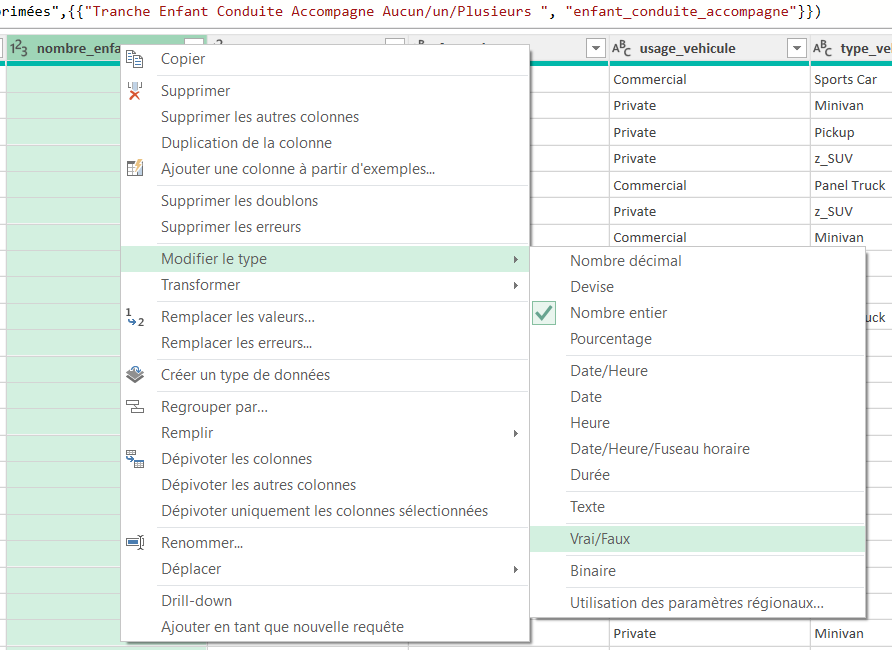 primées",{{"Tranche Enfant Conduite Accompagne Aucun/un/Plusieurs ", "enfant_conduite_accompagne"}})
123 nombre_enfa
ABC usage_vehicule
ABC type_vel
Copier
Supprimer
Supprimer les autres colonnes
Duplication de la colonne
Ajouter une colonne à partir d'exemples...
Supprimer les doublons
Supprimer les erreurs
Modifier le type
Transformer
Remplacer les valeurs...
Remplacer les erreurs...
Créer un type de données
Regrouper par...
Remplir
Dépivoter les colonnes
Dépivoter les autres colonnes
Dépivoter uniquement les colonnes sélectionnées
Renommer...
Déplacer
Drill-down
Ajouter en tant que nouvelle requête
Commercial Sports Car
Private Minivan
Private Pickup
Private z_SUV
Commercial Panel Truck
Private z_SUV
Commercial Minivan
Nombre décimal
Devise
Nombre entier
Pourcentage
Date/Heure
Date
Heure
Date/Heure/Fuseau horaire
Durée
Texte
Vrai/Faux
Binaire
Utilisation des paramètres régionaux...
uck
Private Minivan